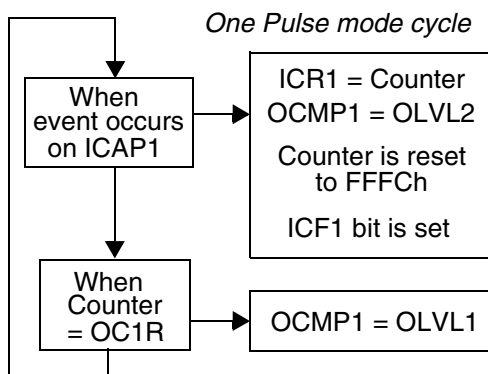 One Pulse mode cycle
When
event occurs
on ICAP1
ICR1 = Counter
OCMP1 = OLVL2
Counter is reset
to FFFCh
ICF1 bit is set
When
Counter
= OC1R
OCMP1 = OLVL1